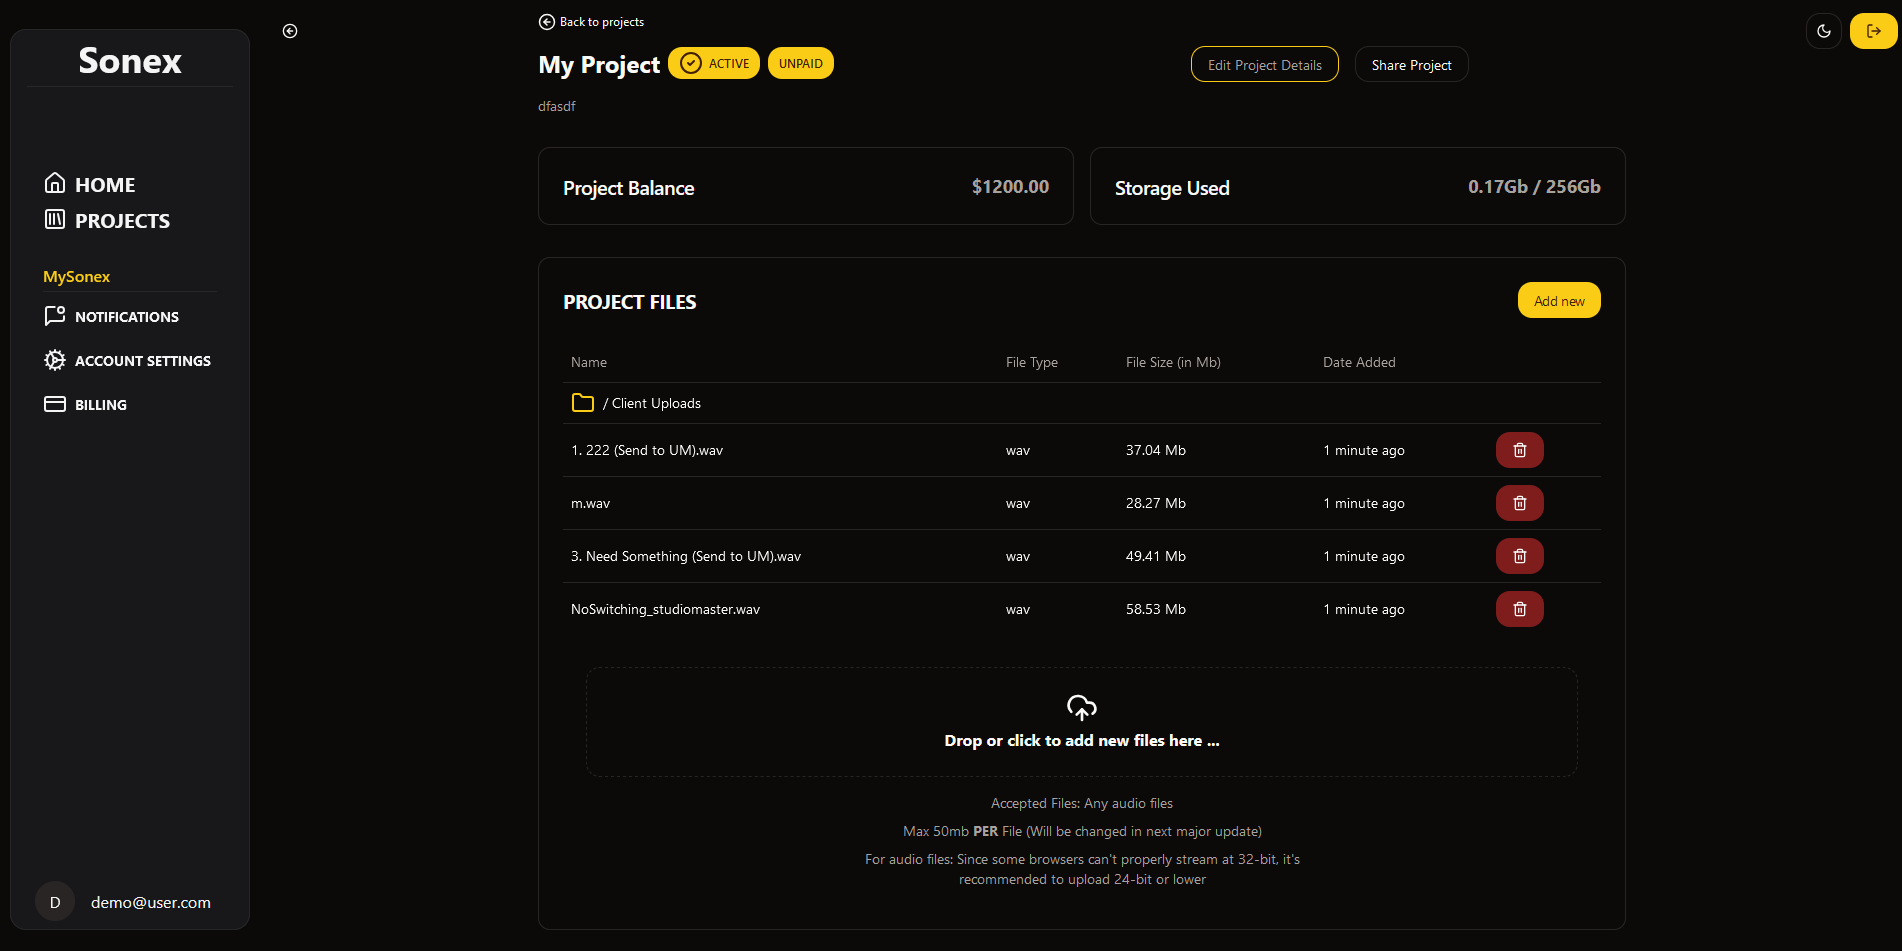 Sonex
HOME
PROJECTS
MySonex
NOTIFICATIONS
ACCOUNT SETTINGS
BILLING
D demo@user.com
Back to projects
My Project ACTIVE UNPAID
Edit Project Details Share Project
dfasdf
Project Balance $1200.00
Storage Used 0.17Gb / 256Gb
PROJECT FILES Add new
Name File Type File Size (in Mb) Date Added
/ Client Uploads
1. 222 (Send to UM).wav wav 37.04 Mb 1 minute ago
m.wav wav 28.27 Mb 1 minute ago
3. Need Something (Send to UM).wav wav 49.41 Mb 1 minute ago
NoSwitching_studiomaster.wav wav 58.53 Mb 1 minute ago
Drop or click to add new files here ...
Accepted Files: Any audio files
Max 50mb PER File (Will be changed in next major update)
For audio files: Since some browsers can't properly stream at 32-bit, it's
recommended to upload 24-bit or lower